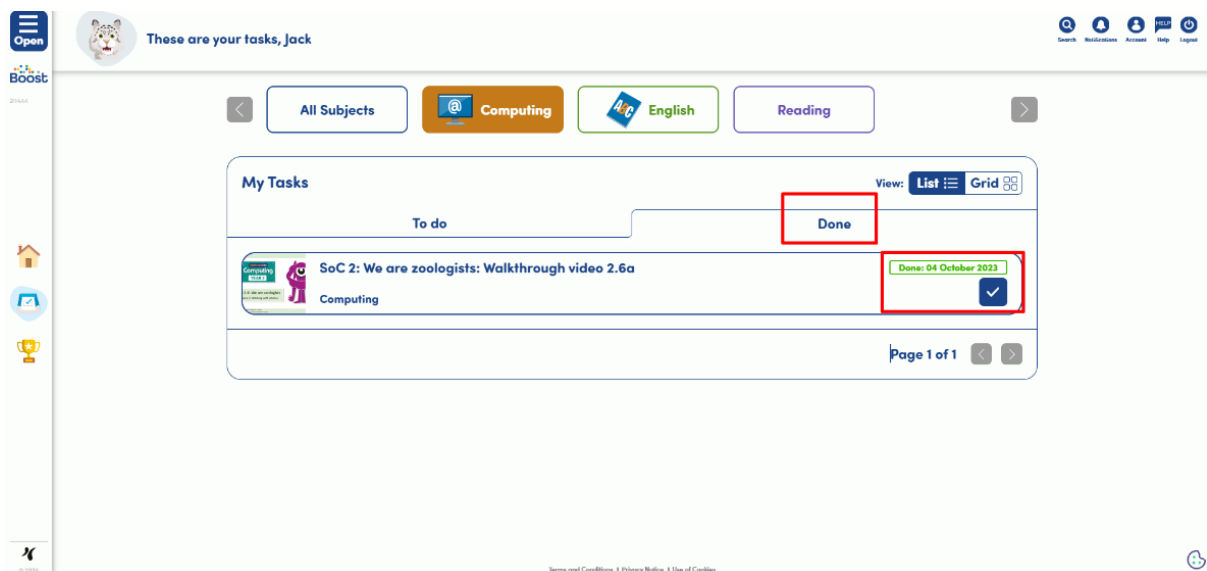 Open
Boost
These are your tasks, Jack
Search Notifications Account HELP Help Logout
All Subjects
@ Computing
ABC English
Reading
My Tasks
View: List Grid
To do
Done
Computing
SoC 2: We are zoologists: Walkthrough video 2.6a
Computing
Done: 04 October 2023
Page 1 of 1
Terms and Conditions | Privacy Notice | Use of Cookies